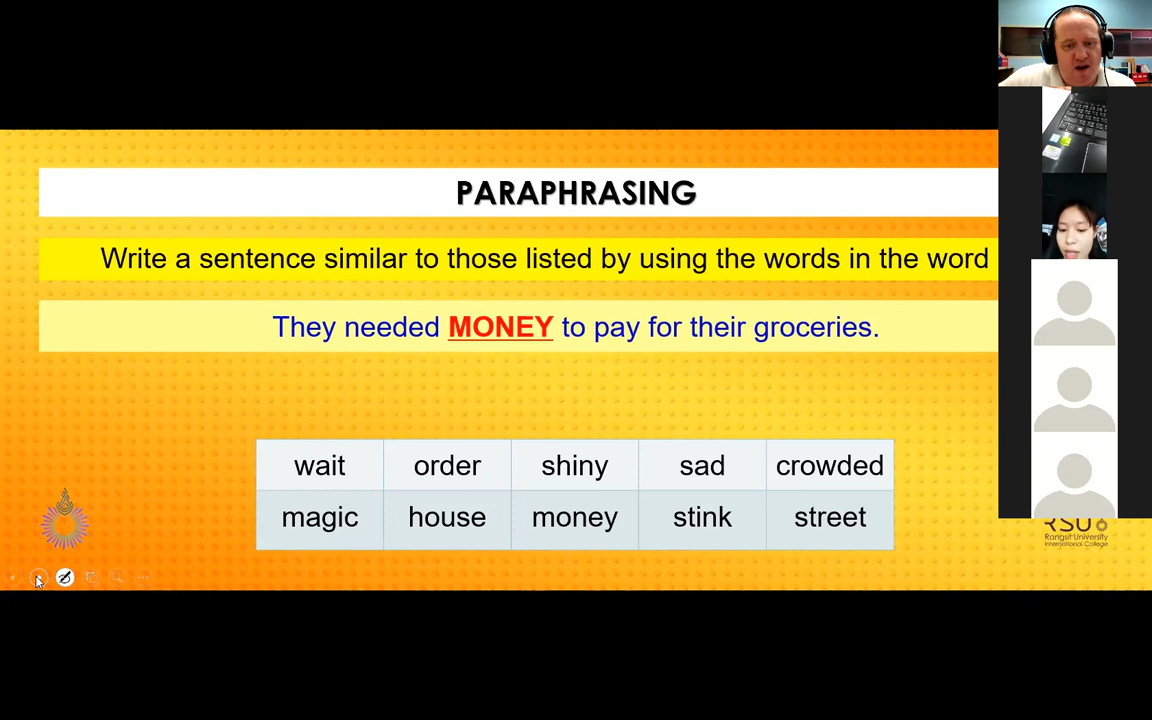 PARAPHRASING
Write a sentence similar to those listed by using the words in the word
They needed MONEY to pay for their groceries.
wait order shiny sad crowded
magic house money stink street
RSU
Rangsit University
International College